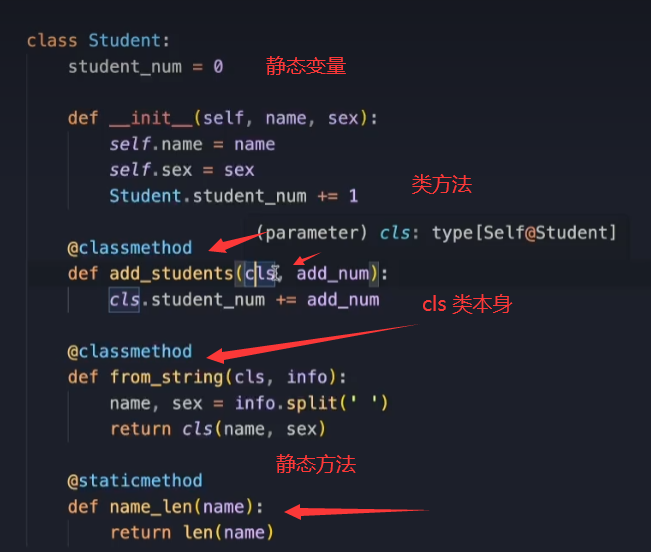 class Student:
student_num = 0 静态变量
def __init__(self, name, sex):
self.name = name
self.sex = sex
Student.student_num += 1
类方法
(parameter) cls: type[Self@Student]
@classmethod
def add_students(cls, add_num):
cls.student_num += add_num
cls 类本身
@classmethod
def from_string(cls, info):
name, sex = info.split(' ')
return cls(name, sex)
静态方法
@staticmethod
def name_len(name):
return len(name)